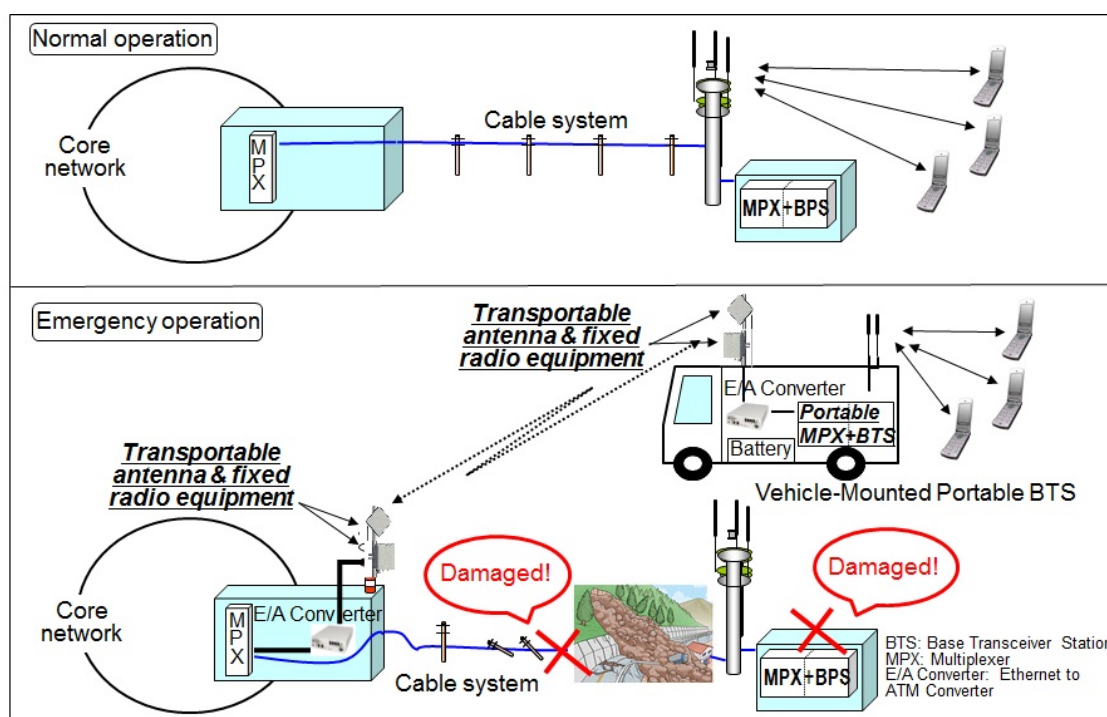 Normal operation
Core
network
MPX
Cable system
MPX+BPS
Emergency operation
Transportable
antenna & fixed
radio equipment
E/A Converter
Portable
MPX+BTS
Battery
Vehicle-Mounted Portable BTS
Transportable
antenna & fixed
radio equipment
Core
network
MPX
E/A Converter
Cable system
Damaged!
Damaged!
MPX+BPS
BTS: Base Transceiver Station
MPX: Multiplexer
E/A Converter: Ethernet to
ATM Converter